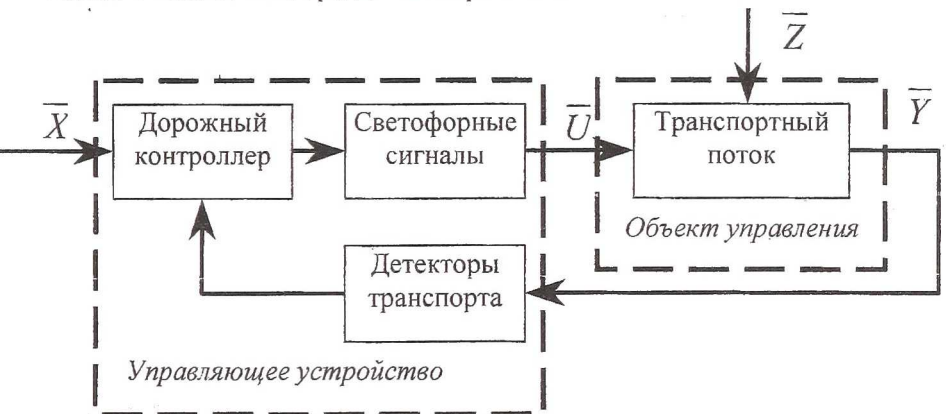 Z̅
X̅
Дорожный
контроллер
Светофорные
сигналы
U̅
Транспортный
поток
Y̅
Объект управления
Детекторы
транспорта
Управляющее устройство